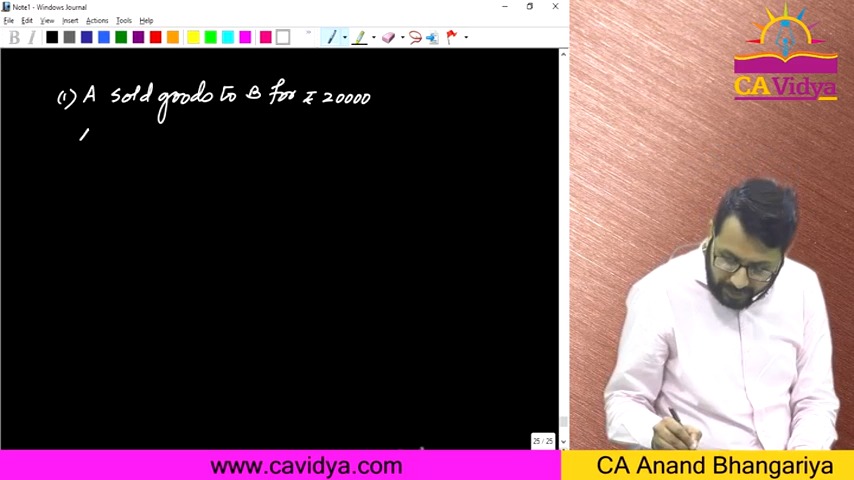 Note1 - Windows Journal
File Edit View Insert Actions Tools Help
B I
(1) A sold goods to B for ₹ 20000
25 / 25
CA Vidya
www.cavidya.com
CA Anand Bhangariya